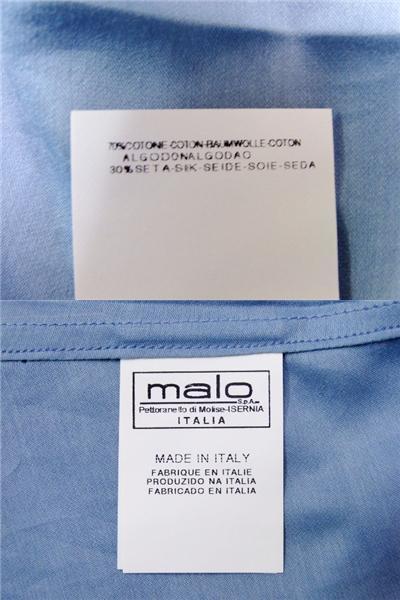 70%COTONE-COTON-BAUMWOLLE-COTON
ALGODONALGODAO
30%SETA-SILK-SEIDE-SOIE-SEDA
malo
S.p.A.
Pettoranello di Molise-ISERNIA
ITALIA
MADE IN ITALY
FABRIQUE EN ITALIE
PRODUZIDO NA ITALIA
FABRICADO EN ITALIA